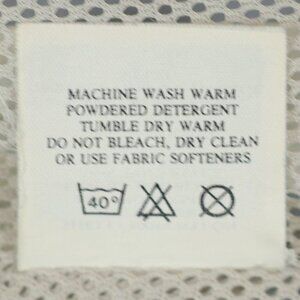 MACHINE WASH WARM
POWDERED DETERGENT
TUMBLE DRY WARM
DO NOT BLEACH, DRY CLEAN
OR USE FABRIC SOFTENERS
40°